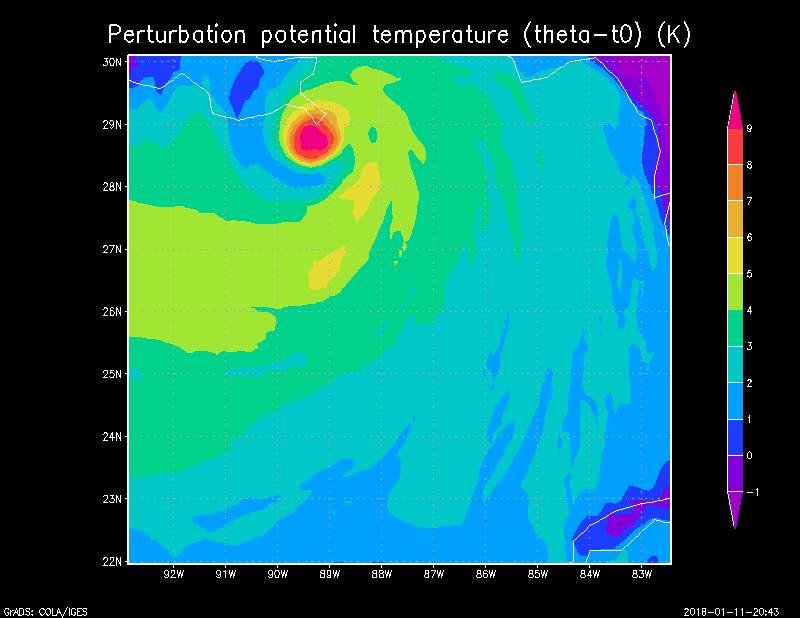 Perturbation potential temperature (theta-t0) (K)
30N
29N
28N
27N
26N
25N
24N
23N
22N
92W 91W 90W 89W 88W 87W 86W 85W 84W 83W
9
8
7
6
5
4
3
2
1
0
-1
GrADS: COLA/IGES 2018-01-11-20:43